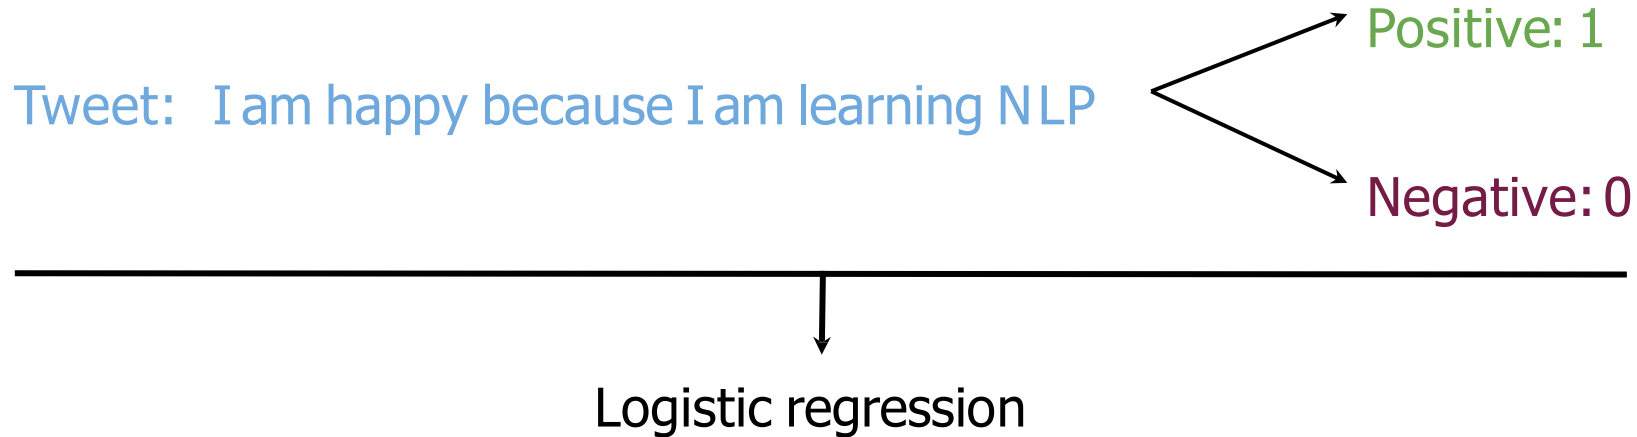 Positive: 1
Tweet: I am happy because I am learning NLP
Negative: 0
Logistic regression